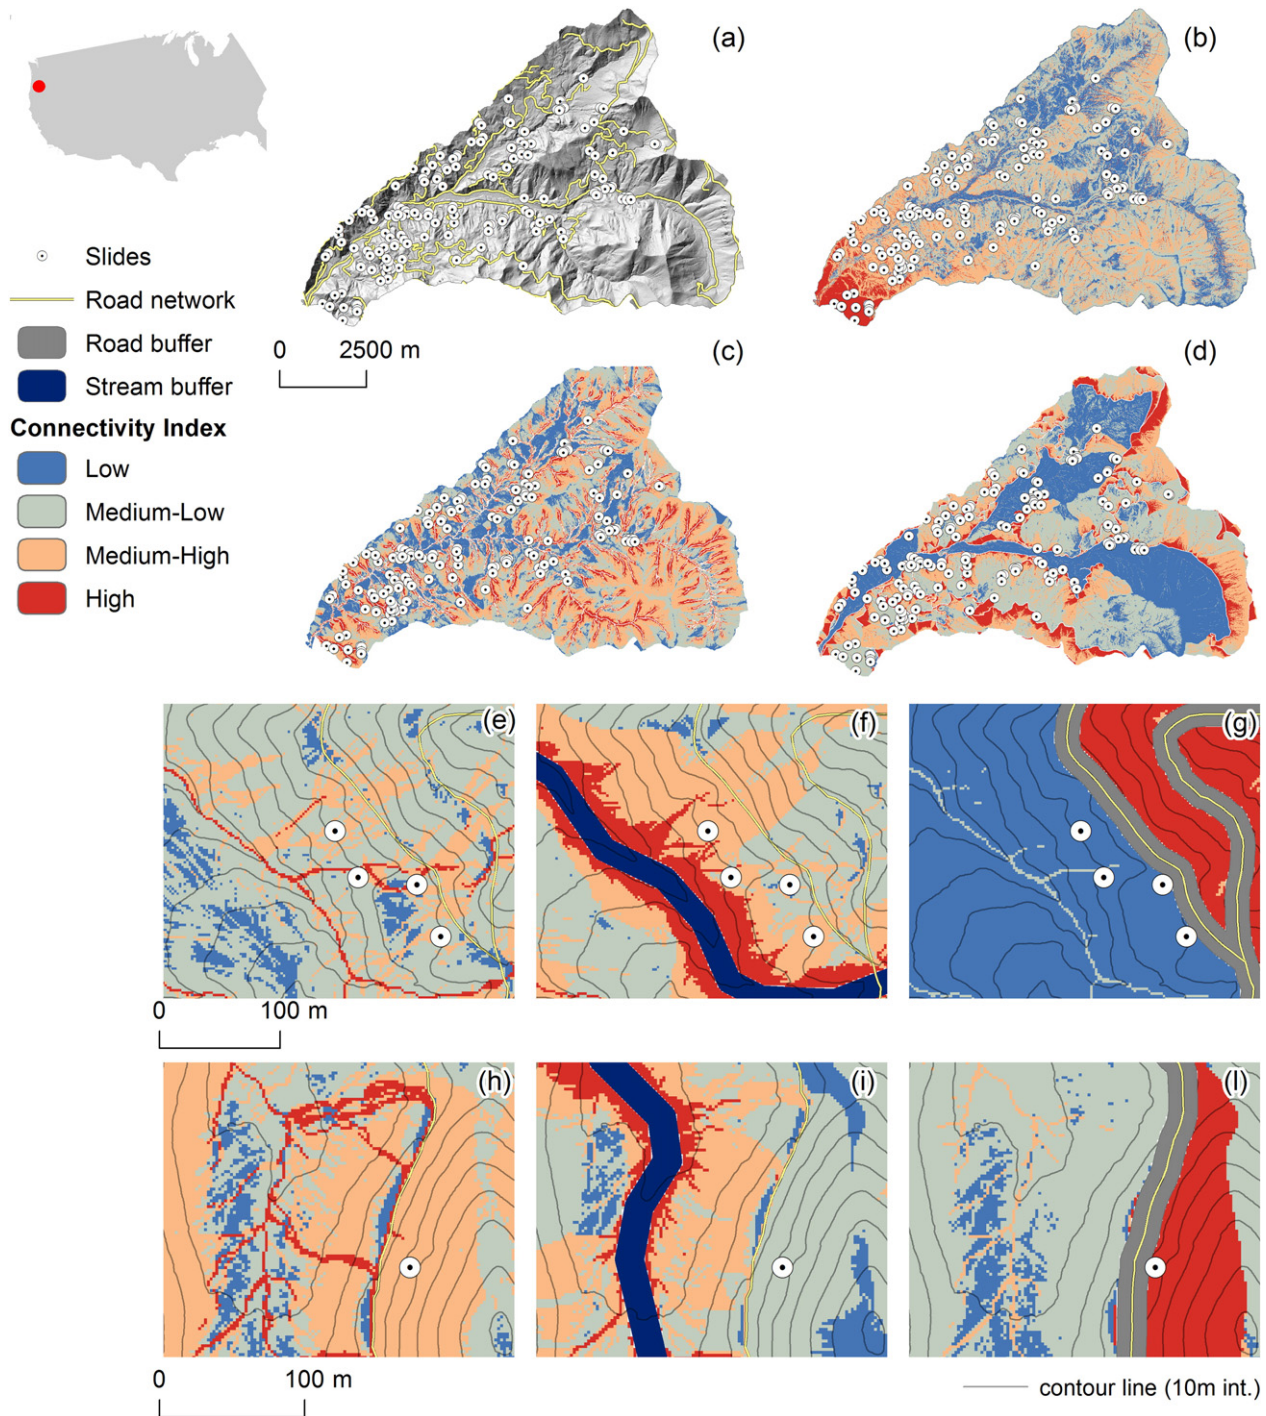 (a)
(b)
Slides
Road network
Road buffer
Stream buffer
Connectivity Index
Low
Medium-Low
Medium-High
High
0 2500 m
(c)
(d)
(e)
(f)
(g)
0 100 m
(h)
(i)
(l)
0 100 m
contour line (10m int.)